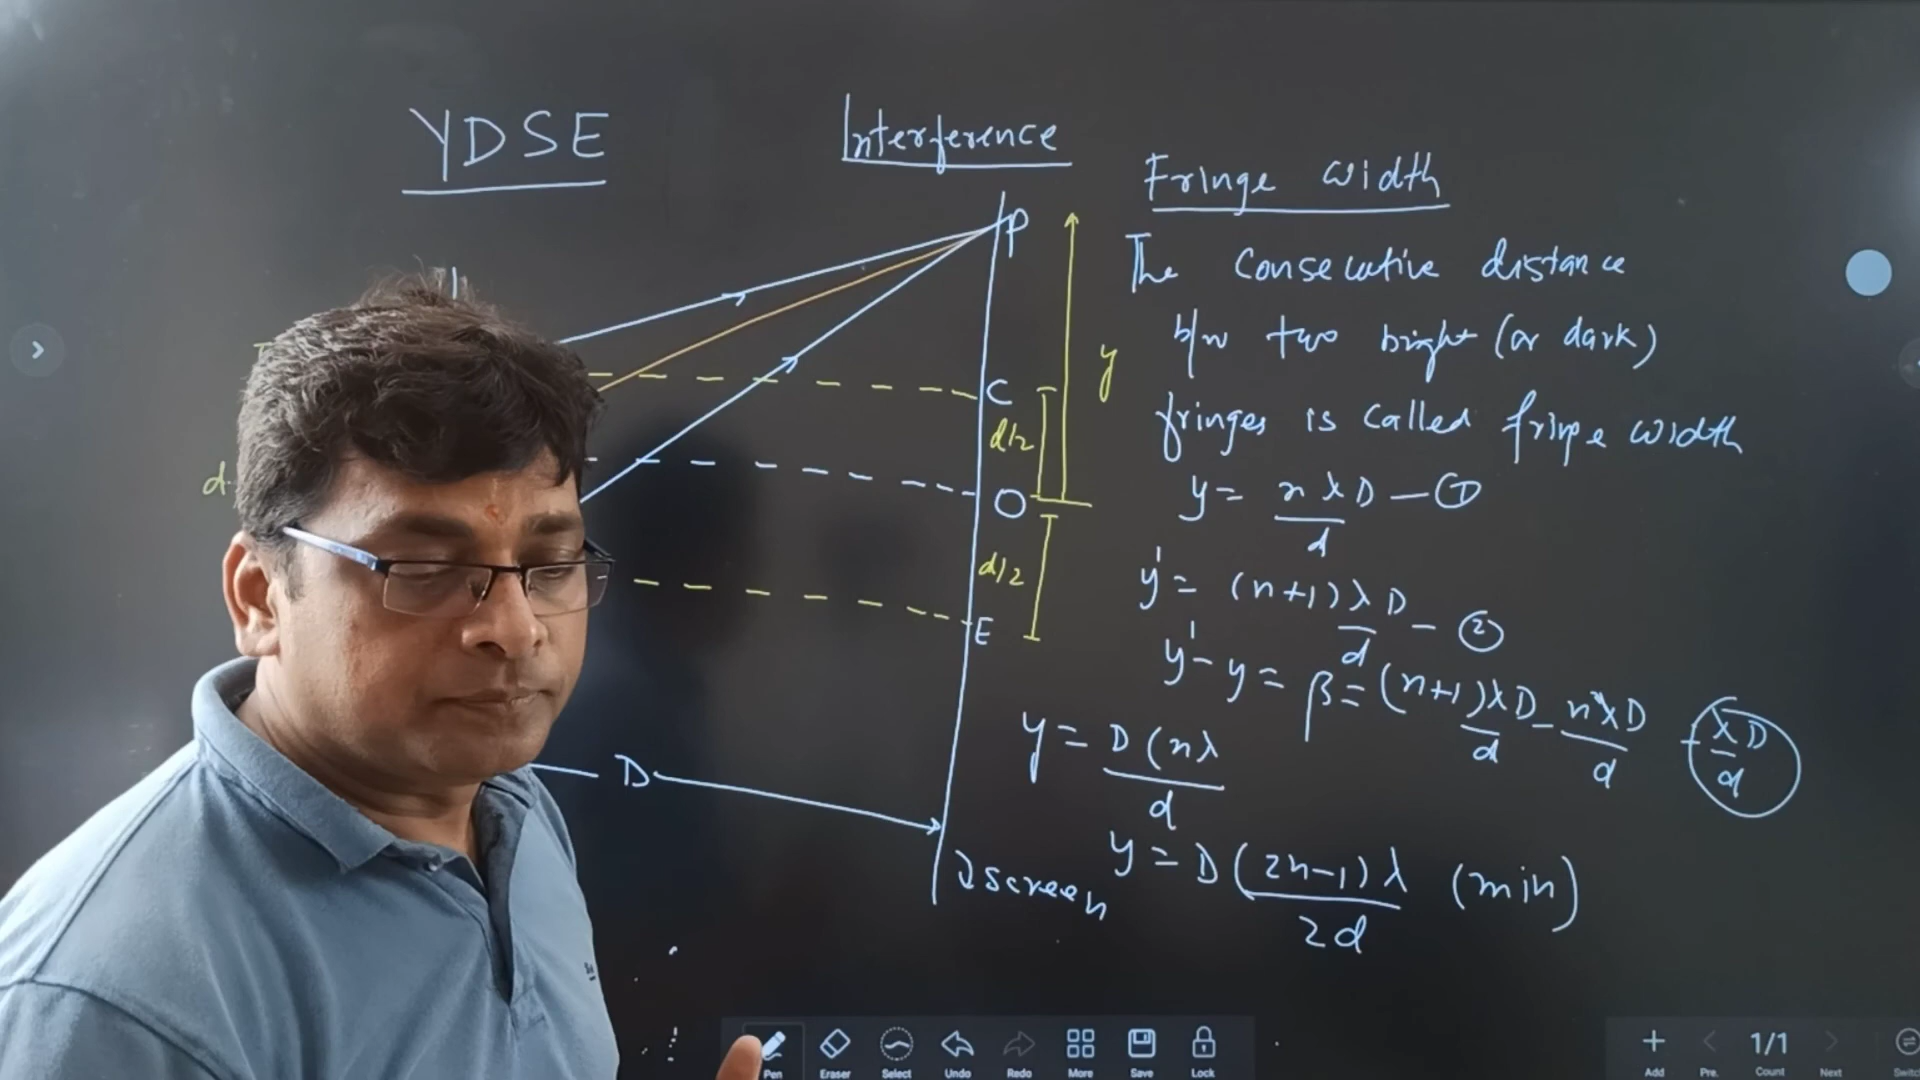 YDSE
Interference
P
C
d/2
O
d/2
E
y
d
D
screen
Fringe width
The Consecutive distance
b/w two bright (or dark)
fringes is called fringe width
y = nλD/d — ①
y' = (n+1)λD/d — ②
y' - y = β = (n+1)λD/d - nλD/d = λD/d
y = D(nλ/d
y = D(2n-1)λ/2d (min)
Pen
Eraser
Select
Undo
Redo
More
Save
Lock
Add
Pre.
1/1
Count
Next